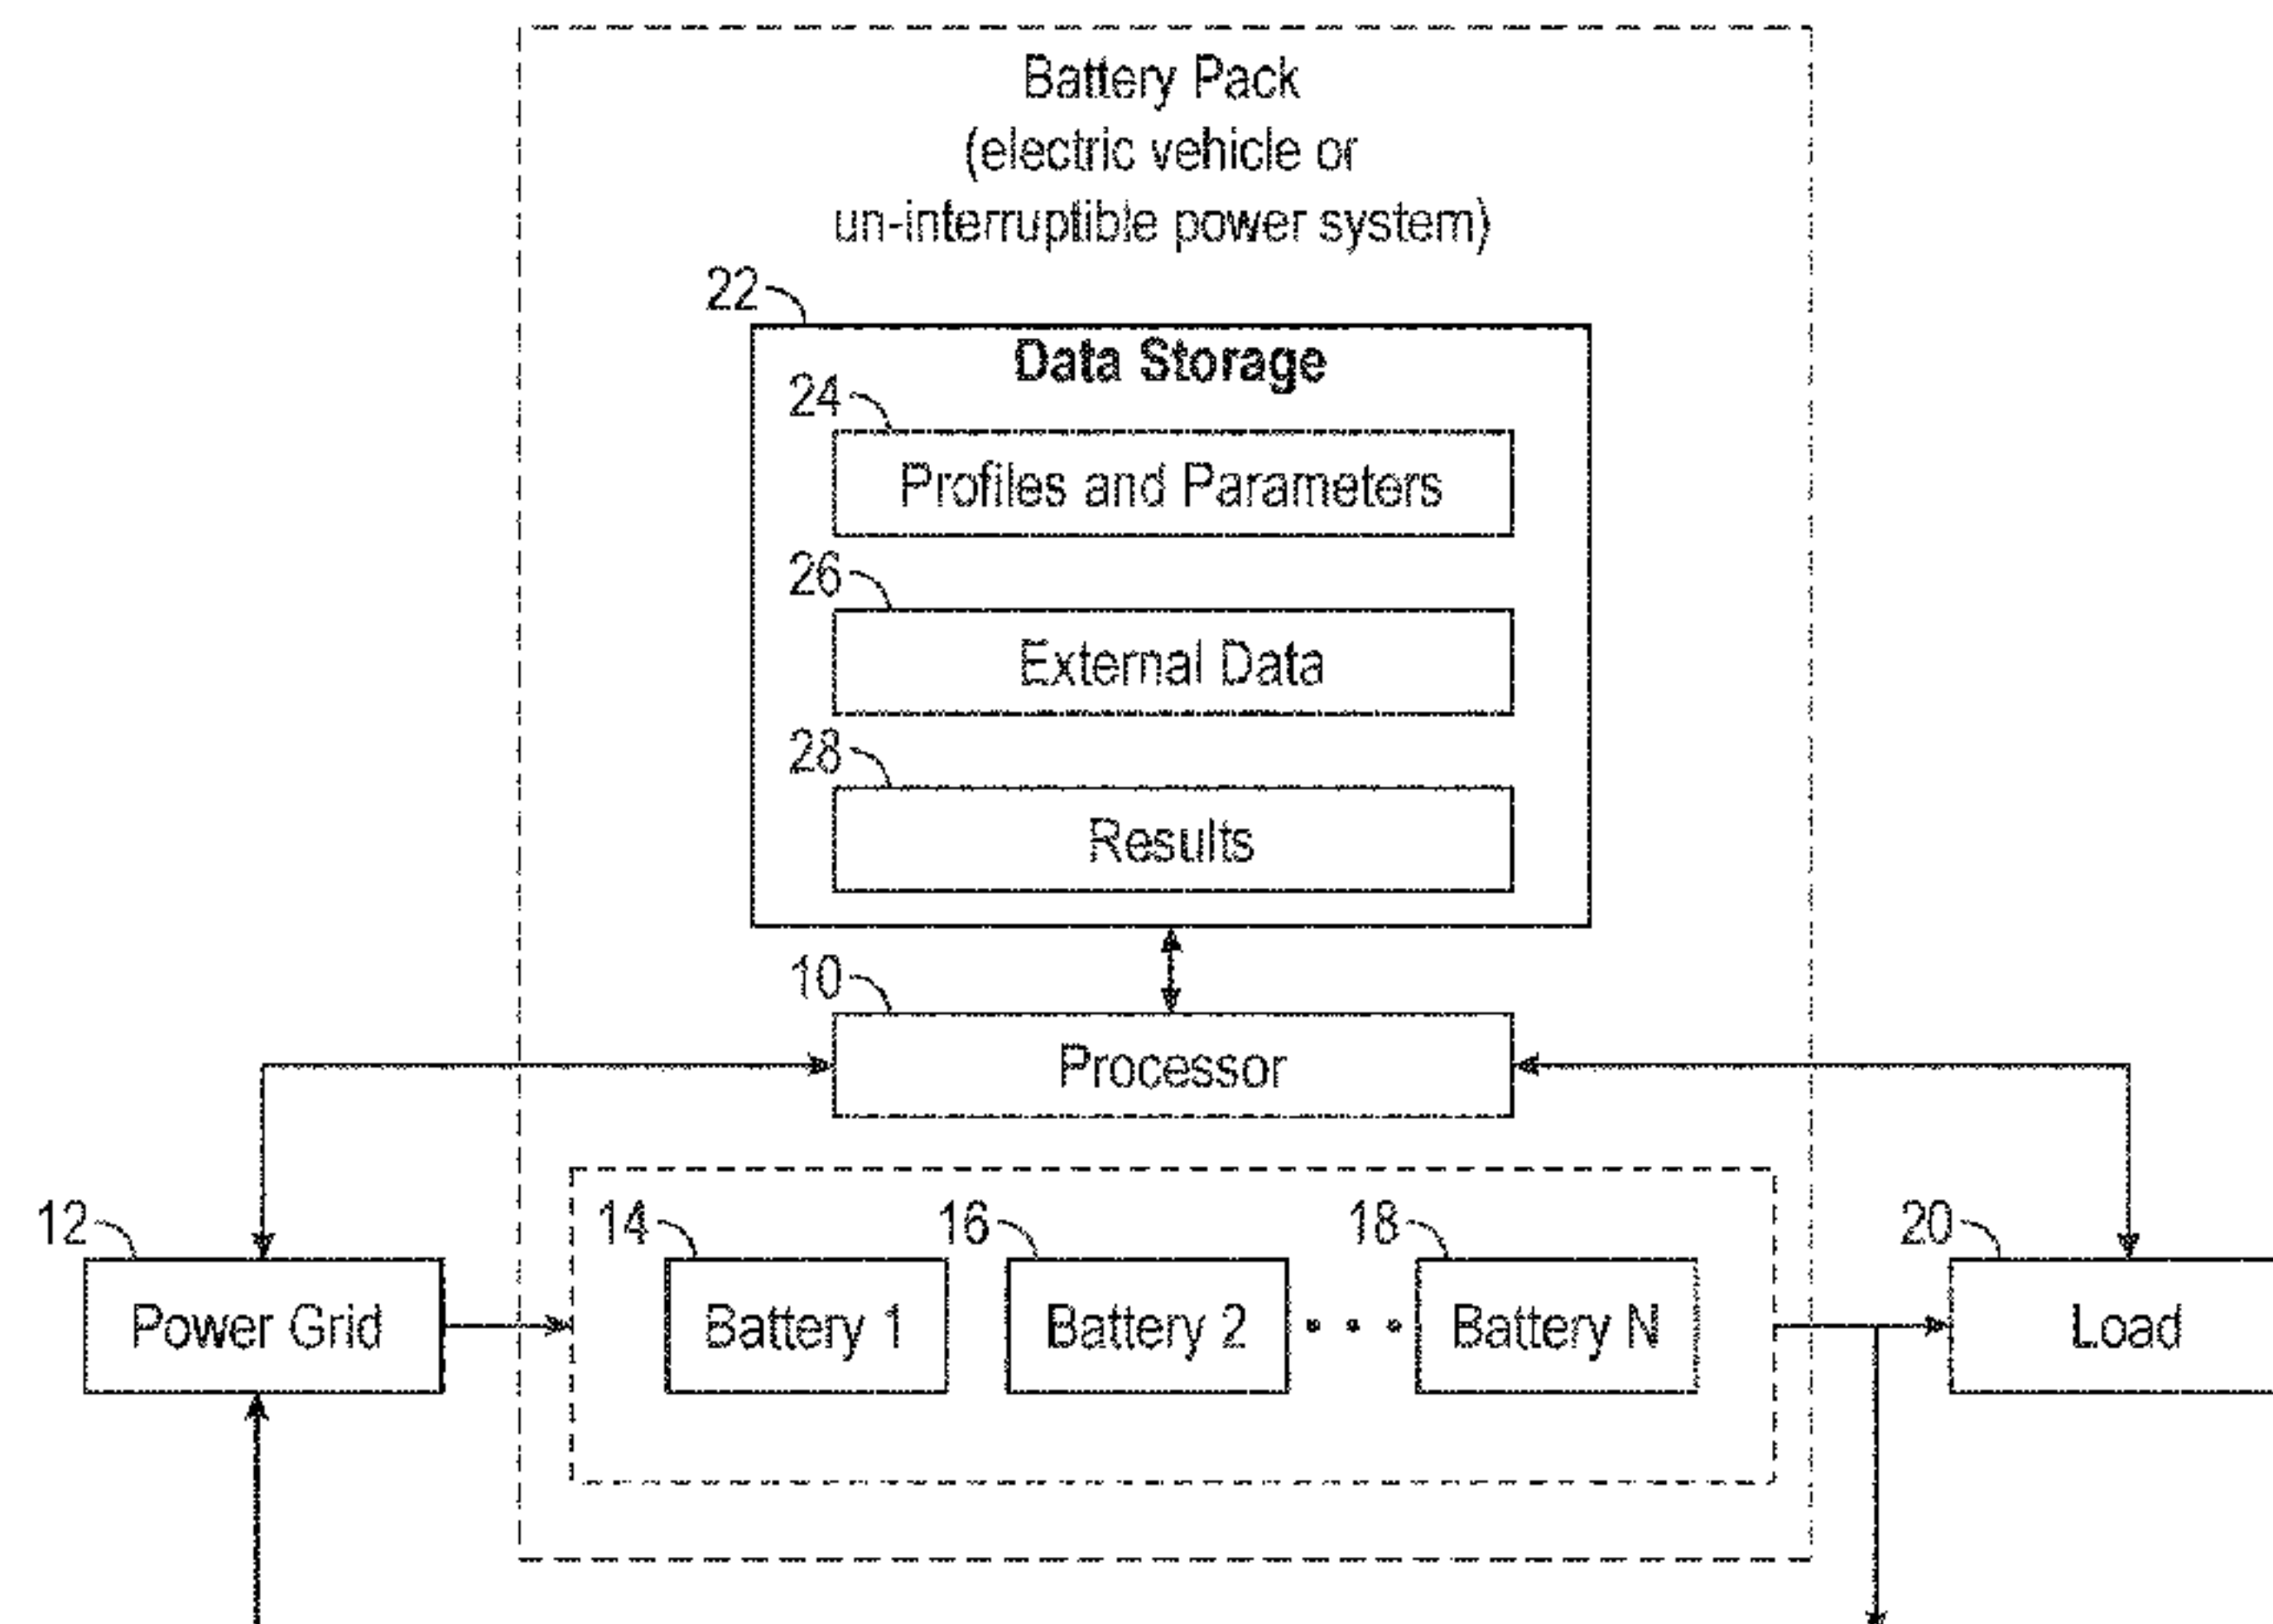 Battery Pack
(electric vehicle or
un-interruptible power system)
22
Data Storage
24
Profiles and Parameters
26
External Data
28
Results
10
Processor
12
14
16
18
20
Power Grid
Battery 1
Battery 2
• • •
Battery N
Load